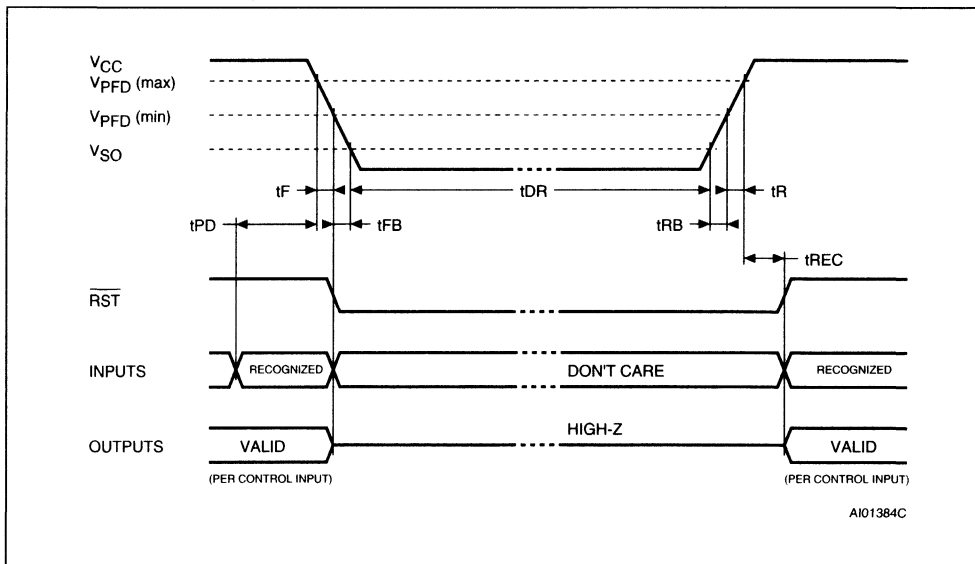 VCC
VPFD (max)
VPFD (min)
VSO
tF
tDR
tR
tPD
tFB
tRB
tREC
RST
INPUTS
RECOGNIZED
DON'T CARE
RECOGNIZED
HIGH-Z
OUTPUTS
VALID
VALID
(PER CONTROL INPUT)
(PER CONTROL INPUT)
AI01384C